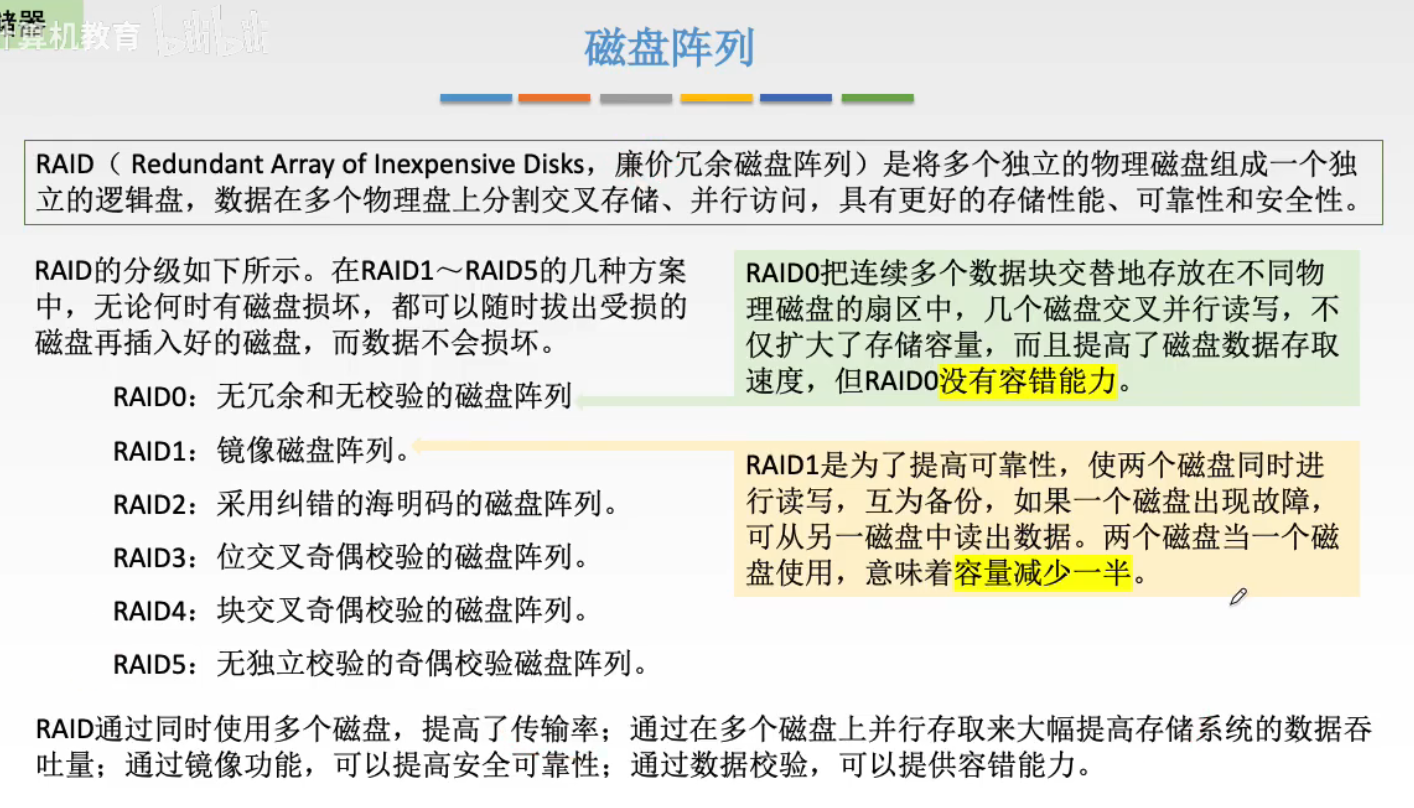 储器
计算机教育 bilibili
磁盘阵列
RAID（ Redundant Array of Inexpensive Disks，廉价冗余磁盘阵列）是将多个独立的物理磁盘组成一个独
立的逻辑盘，数据在多个物理盘上分割交叉存储、并行访问，具有更好的存储性能、可靠性和安全性。
RAID的分级如下所示。在RAID1～RAID5的几种方案
中，无论何时有磁盘损坏，都可以随时拔出受损的
磁盘再插入好的磁盘，而数据不会损坏。
RAID0：无冗余和无校验的磁盘阵列
RAID1：镜像磁盘阵列。
RAID2：采用纠错的海明码的磁盘阵列。
RAID3：位交叉奇偶校验的磁盘阵列。
RAID4：块交叉奇偶校验的磁盘阵列。
RAID5：无独立校验的奇偶校验磁盘阵列。
RAID0把连续多个数据块交替地存放在不同物
理磁盘的扇区中，几个磁盘交叉并行读写，不
仅扩大了存储容量，而且提高了磁盘数据存取
速度，但RAID0没有容错能力。
RAID1是为了提高可靠性，使两个磁盘同时进
行读写，互为备份，如果一个磁盘出现故障，
可从另一磁盘中读出数据。两个磁盘当一个磁
盘使用，意味着容量减少一半。
RAID通过同时使用多个磁盘，提高了传输率；通过在多个磁盘上并行存取来大幅提高存储系统的数据吞
吐量；通过镜像功能，可以提高安全可靠性；通过数据校验，可以提供容错能力。